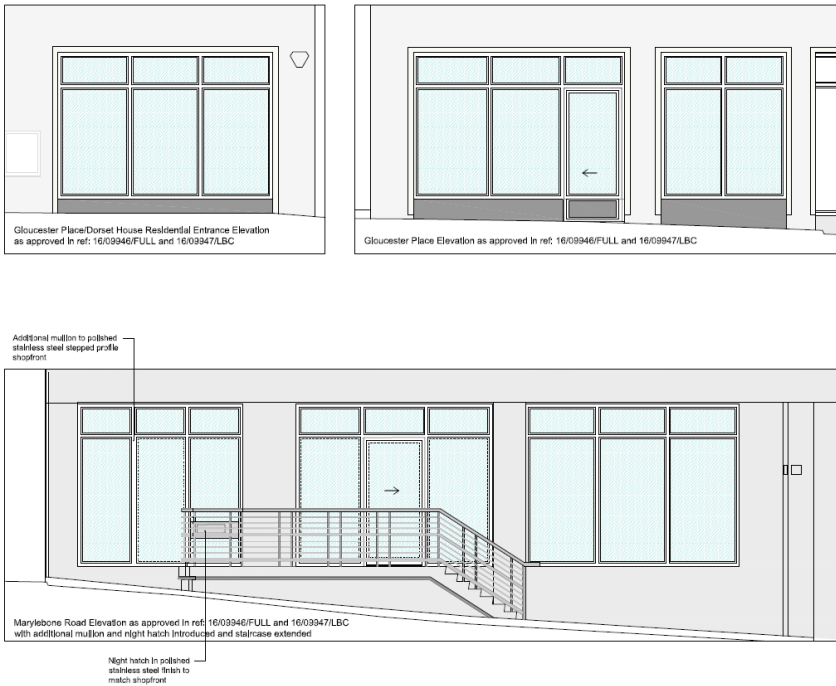 Gloucester Place/Dorset House Residential Entrance Elevation
as approved in ref: 16/09946/FULL and 16/09947/LBC
Gloucester Place Elevation as approved in ref: 16/09946/FULL and 16/09947/LBC
Additional mullion to polished
stainless steel stepped profile
shopfront
Marylebone Road Elevation as approved in ref: 16/09946/FULL and 16/09947/LBC
with additional mullion and night hatch introduced and staircase extended
Night hatch in polished
stainless steel finish to
match shopfront